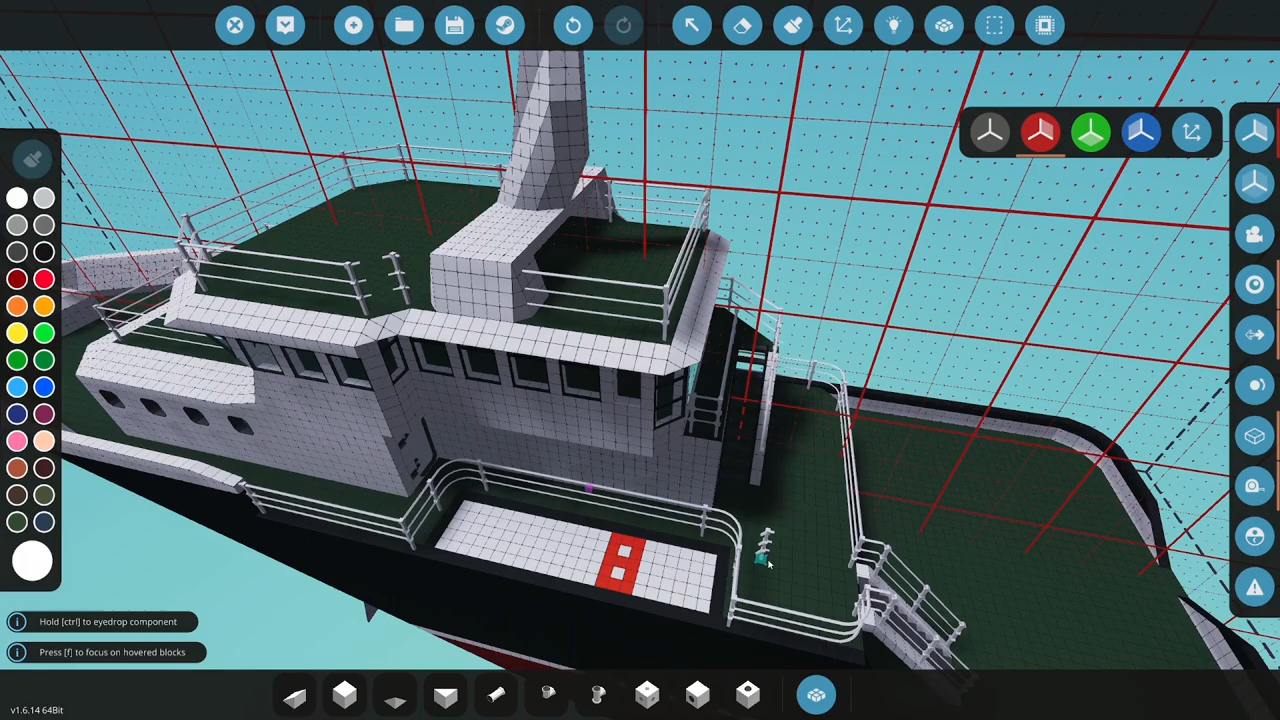 Hold [ctrl] to eyedrop component
Press [f] to focus on hovered blocks
v1.6.14 64Bit